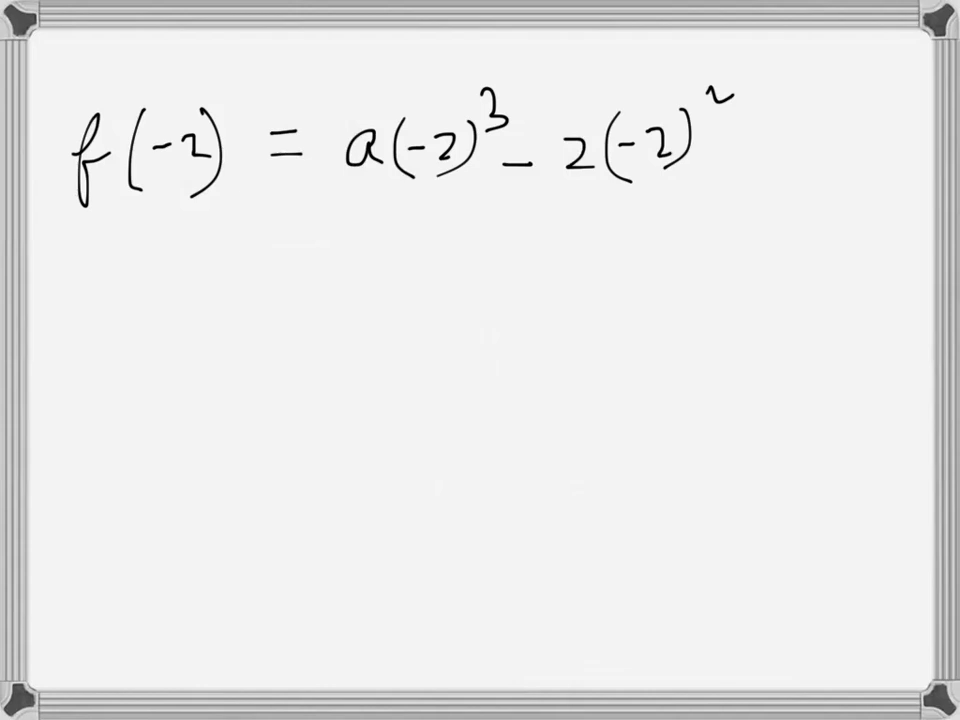 f(-2) = a(-2)³ - 2(-2)²